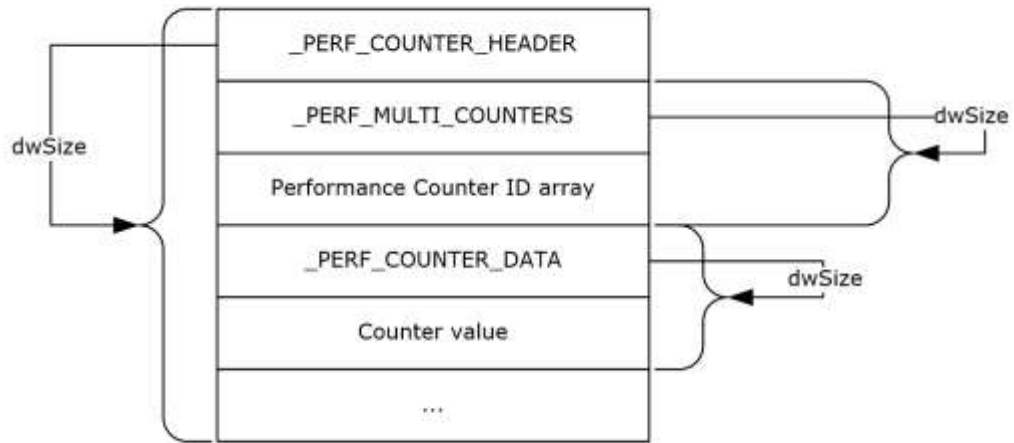 _PERF_COUNTER_HEADER
_PERF_MULTI_COUNTERS
dwSize
dwSize
Performance Counter ID array
_PERF_COUNTER_DATA
dwSize
Counter value
...